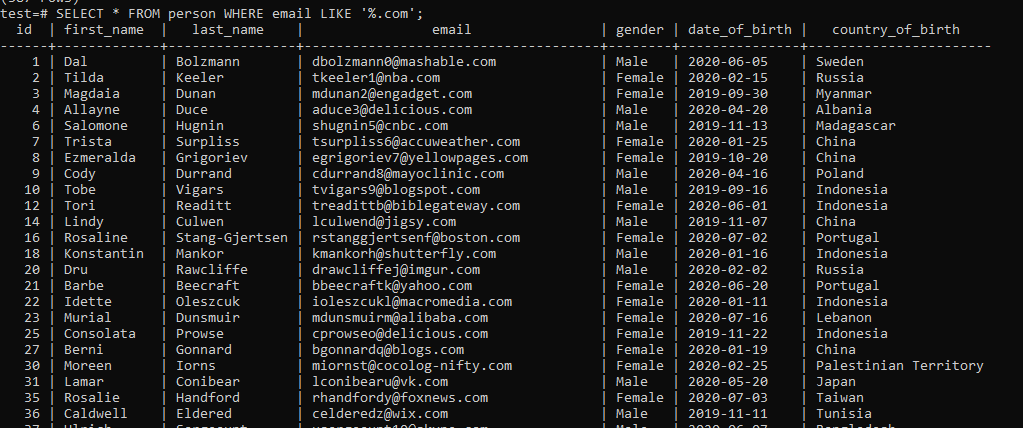 test=# SELECT * FROM person WHERE email LIKE '%.com';
id | first_name | last_name | email | gender | date_of_birth | country_of_birth
1 | Dal | Bolzmann | dbolzmann0@mashable.com | Male | 2020-06-05 | Sweden
2 | Tilda | Keeler | tkeeler1@nba.com | Female | 2020-02-15 | Russia
3 | Magdaia | Dunan | mdunan2@engadget.com | Female | 2019-09-30 | Myanmar
4 | Allayne | Duce | aduce3@delicious.com | Male | 2020-04-20 | Albania
6 | Salomone | Hugnin | shugnin5@cnbc.com | Male | 2019-11-13 | Madagascar
7 | Trista | Surpliss | tsurpliss6@accuweather.com | Female | 2020-01-25 | China
8 | Ezmeralda | Grigoriev | egrigoriev7@yellowpages.com | Female | 2019-10-20 | China
9 | Cody | Durrand | cdurrand8@mayoclinic.com | Male | 2020-04-16 | Poland
10 | Tobe | Vigars | tvigars9@blogspot.com | Male | 2019-09-16 | Indonesia
12 | Tori | Readitt | treadittb@biblegateway.com | Female | 2020-06-01 | Indonesia
14 | Lindy | Culwen | lculwend@jigsy.com | Male | 2019-11-07 | China
16 | Rosaline | Stang-Gjertsen | rstanggjertsenf@boston.com | Female | 2020-07-02 | Portugal
18 | Konstantin | Mankor | kmankorh@shutterfly.com | Male | 2020-01-16 | Indonesia
20 | Dru | Rawcliffe | drawcliffej@imgur.com | Male | 2020-02-02 | Russia
21 | Barbe | Beecraft | bbeecraftk@yahoo.com | Female | 2020-06-20 | Portugal
22 | Idette | Oleszcuk | ioleszcukl@macromedia.com | Female | 2020-01-11 | Indonesia
23 | Murial | Dunsmuir | mdunsmuirm@alibaba.com | Female | 2020-07-16 | Lebanon
25 | Consolata | Prowse | cprowseo@delicious.com | Female | 2019-11-22 | Indonesia
27 | Berni | Gonnard | bgonnardq@blogs.com | Female | 2020-01-19 | China
30 | Moreen | Iorns | miornst@cocolog-nifty.com | Female | 2020-02-25 | Palestinian Territory
31 | Lamar | Conibear | lconibearu@vk.com | Male | 2020-05-20 | Japan
35 | Rosalie | Handford | rhandfordy@foxnews.com | Female | 2020-07-03 | Taiwan
36 | Caldwell | Eldered | celderedz@wix.com | Male | 2019-11-11 | Tunisia